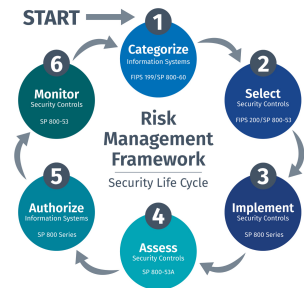 START
1
Categorize
Information Systems
FIPS 199/SP 800-60
2
Select
Security Controls
FIPS 200/SP 800-53
3
Implement
Security Controls
SP 800 Series
4
Assess
Security Controls
SP 800-53A
5
Authorize
Information Systems
SP 800 Series
6
Monitor
Security Controls
SP 800-53
Risk
Management
Framework
Security Life Cycle